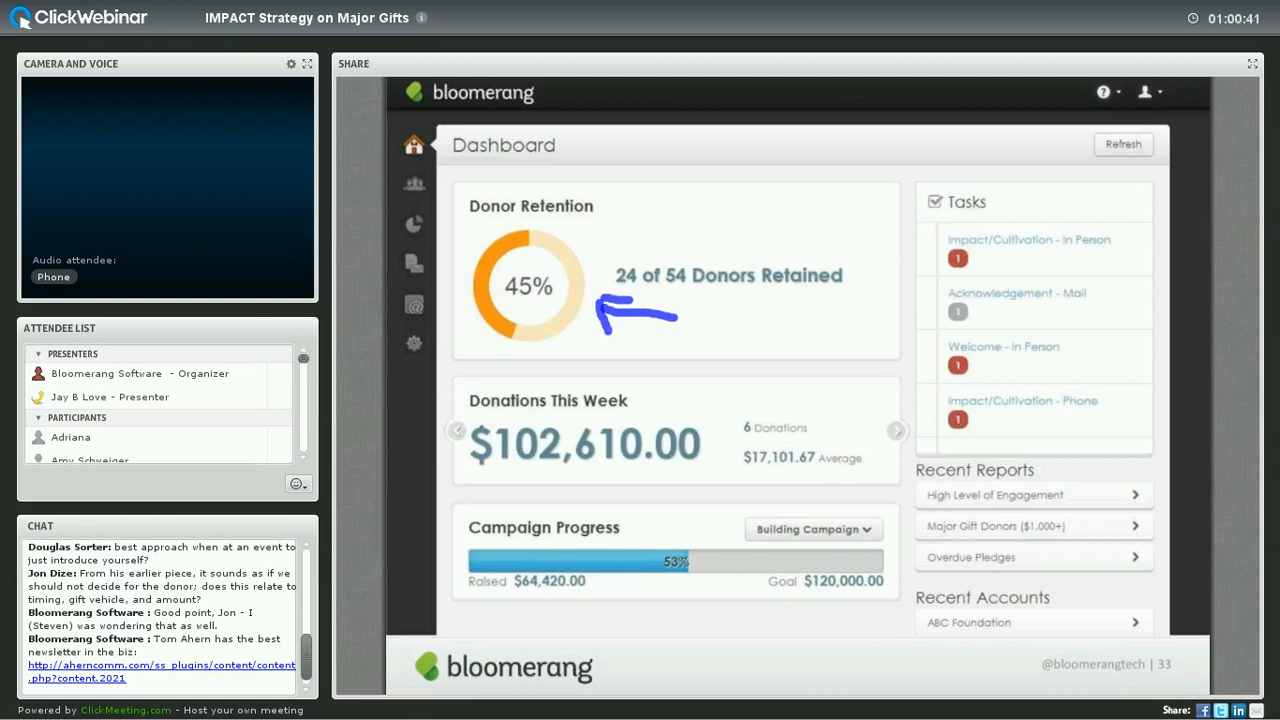 ClickWebinar
IMPACT Strategy on Major Gifts
01:00:41
CAMERA AND VOICE
Audio attendee:
Phone
ATTENDEE LIST
PRESENTERS
Bloomerang Software - Organizer
Jay B Love - Presenter
PARTICIPANTS
Adriana
Amy Schweiger
CHAT
Douglas Sorter: best approach when at an event to
just introduce yourself?
Jon Dize: From his earlier piece, it sounds as if we
should not decide for the donor; does this relate to
timing, gift vehicle, and amount?
Bloomerang Software : Good point, Jon - I
(Steven) was wondering that as well.
Bloomerang Software : Tom Ahern has the best
newsletter in the biz:
http://aherncomm.com/ss_plugins/content/content
.php?content.2021
SHARE
bloomerang
Dashboard
Refresh
Donor Retention
45%
24 of 54 Donors Retained
Donations This Week
$102,610.00
6 Donations
$17,101.67 Average
Campaign Progress
Building Campaign
53%
Raised $64,420.00
Goal $120,000.00
Tasks
Impact/Cultivation - In Person
1
Acknowledgement - Mail
1
Welcome - In Person
1
Impact/Cultivation - Phone
1
Recent Reports
High Level of Engagement
Major Gift Donors ($1,000+)
Overdue Pledges
Recent Accounts
ABC Foundation
bloomerang
@bloomerangtech | 33
Powered by ClickMeeting.com - Host your own meeting
Share: